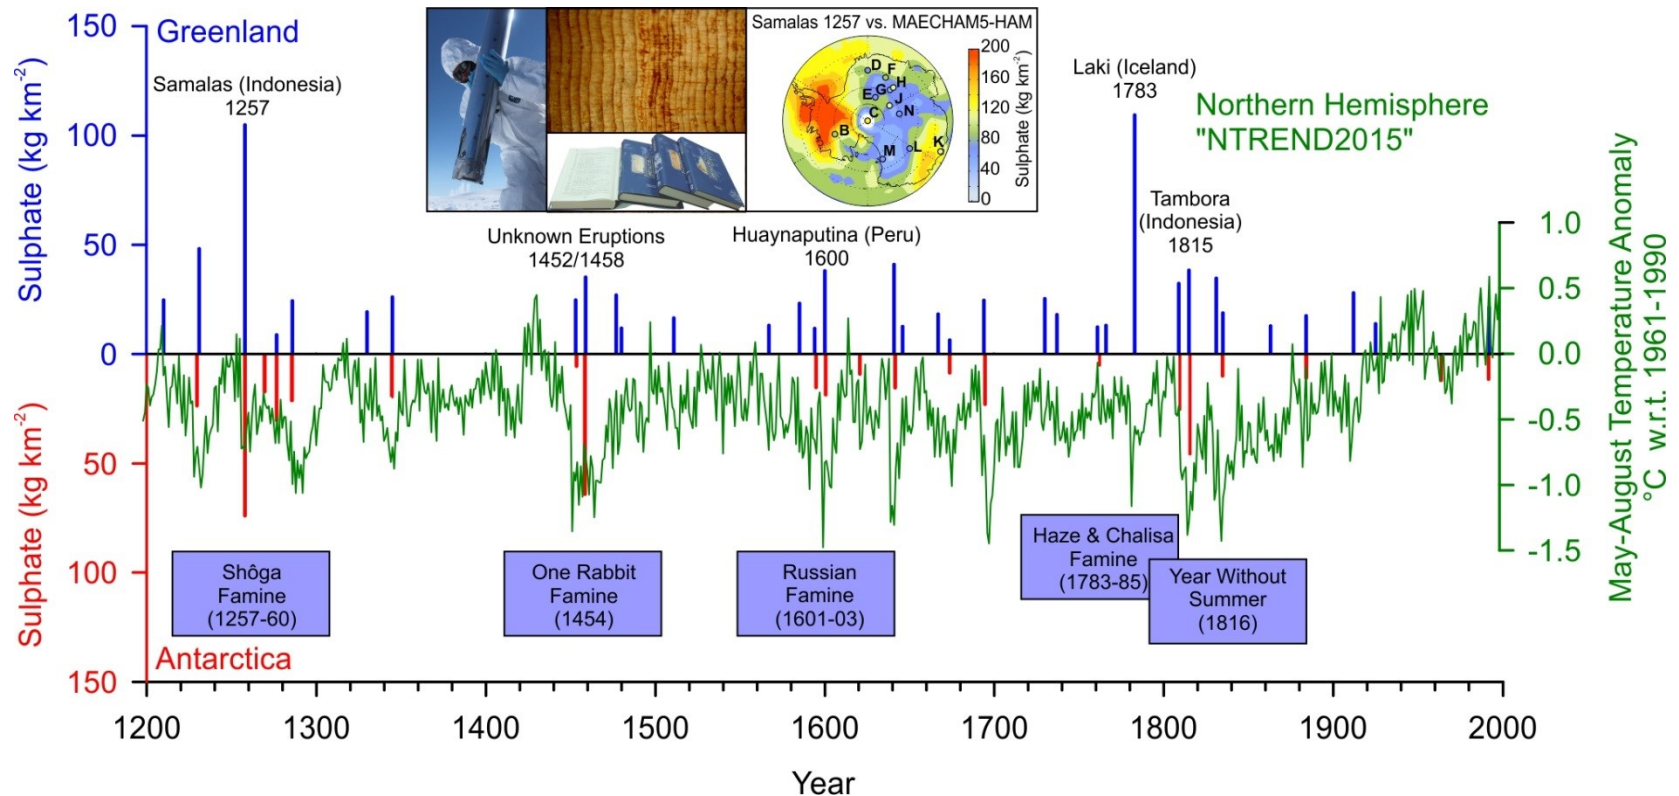 Greenland
Sulphate (kg km⁻²)
150
100
50
0
50
100
150
Sulphate (kg km⁻²)
Antarctica
Samalas (Indonesia)
1257
Samalas 1257 vs. MAECHAM5-HAM
D
F
H
E
G
J
C
N
B
M
L
K
200
160
120
80
40
0
Sulphate (kg km⁻²)
Unknown Eruptions
1452/1458
Huaynaputina (Peru)
1600
Laki (Iceland)
1783
Tambora
(Indonesia)
1815
Northern Hemisphere
"NTREND2015"
1.0
0.5
0.0
-0.5
-1.0
-1.5
May-August Temperature Anomaly
°C w.r.t. 1961-1990
Shôga
Famine
(1257-60)
One Rabbit
Famine
(1454)
Russian
Famine
(1601-03)
Haze & Chalisa
Famine
(1783-85)
Year Without
Summer
(1816)
1200
1300
1400
1500
1600
1700
1800
1900
2000
Year